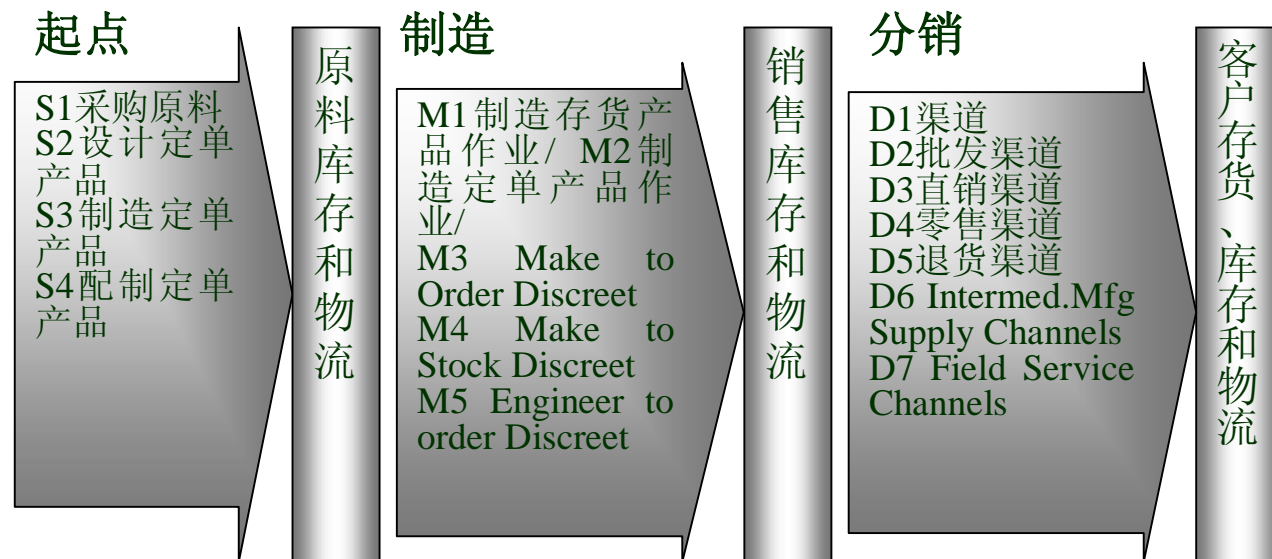 起点
S1采购原料
S2设计定单
产品
S3制造定单
产品
S4配制定单
产品
原料库存和物流
制造
M1制造存货产
品作业/ M2制
造定单产品作
业/
M3 Make to
Order Discreet
M4 Make to
Stock Discreet
M5 Engineer to
order Discreet
销售库存和物流
分销
D1渠道
D2批发渠道
D3直销渠道
D4零售渠道
D5退货渠道
D6 Intermed.Mfg
Supply Channels
D7 Field Service
Channels
客户存货、库存和物流